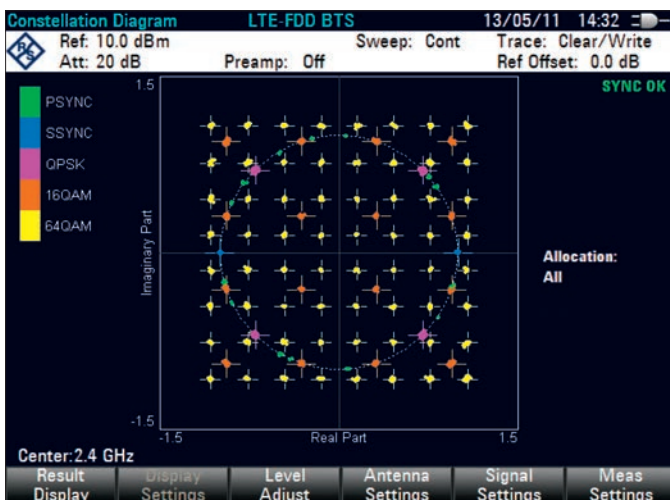 Constellation Diagram LTE-FDD BTS 13/05/11 14:32
Ref: 10.0 dBm Sweep: Cont Trace: Clear/Write
Att: 20 dB Preamp: Off Ref Offset: 0.0 dB
R&S
1.5
SYNC OK
PSYNC
SSYNC
QPSK
16QAM
64QAM
Imaginary Part
Allocation:
All
-1.5
-1.5 Real Part 1.5
Center:2.4 GHz
Result Display
Display Settings
Level Adjust
Antenna Settings
Signal Settings
Meas Settings